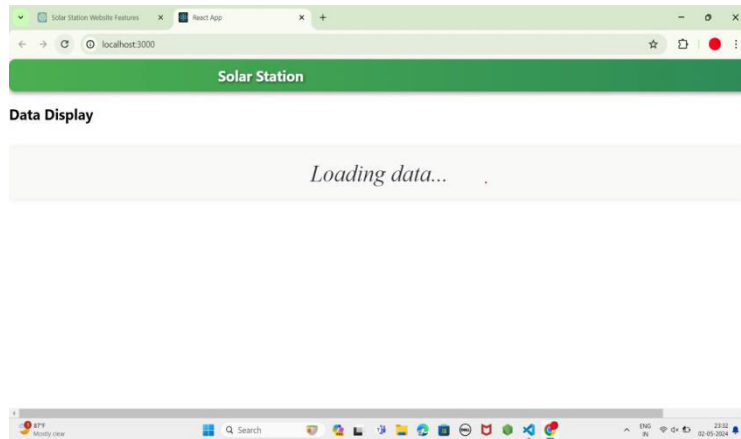 Solar Station Website Features
React App
localhost:3000
Solar Station
Data Display
Loading data...
87°F
Mostly clear
Search
ENG
IN
23:32
02-05-2024